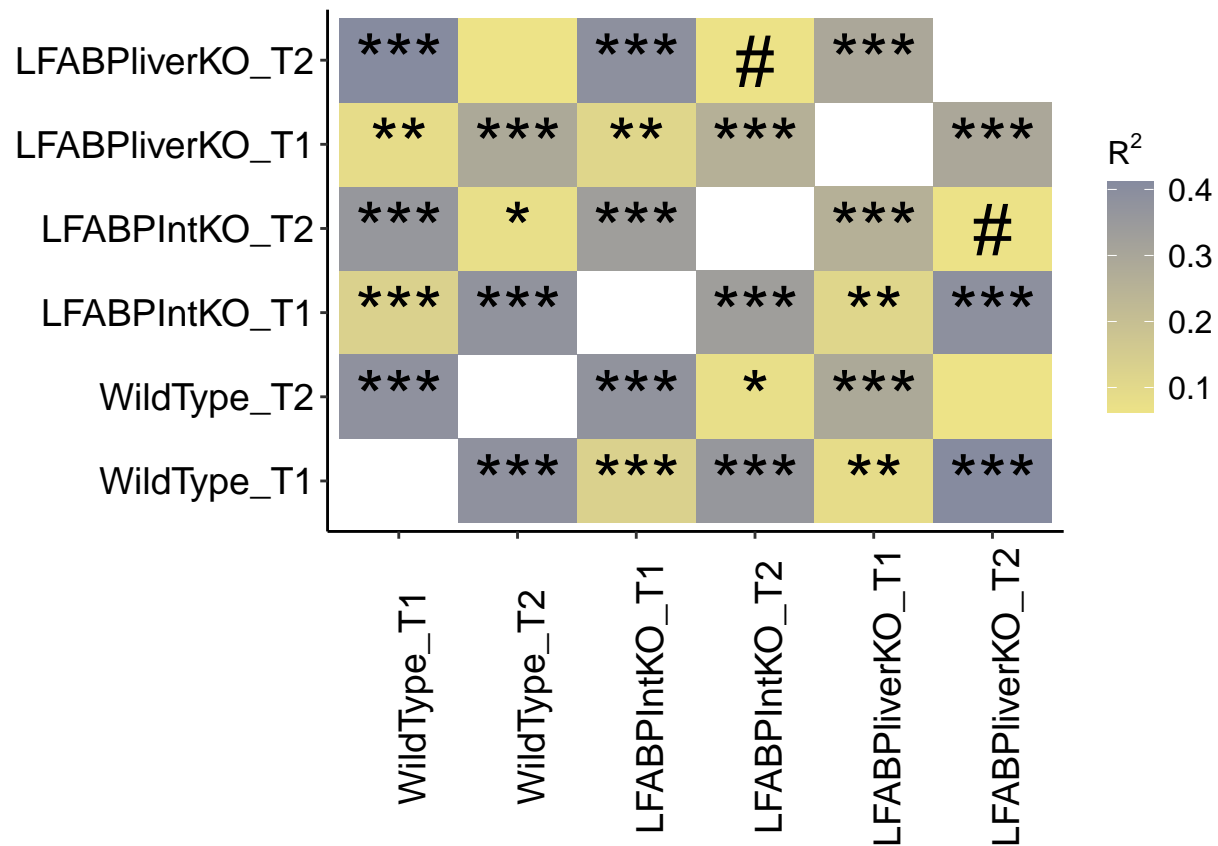 LFABPliverKO_T2 *** *** # ***
LFABPliverKO_T1 ** *** ** *** ***
LFABPIntKO_T2 *** * *** *** #
LFABPIntKO_T1 *** *** *** ** ***
WildType_T2 *** *** * ***
WildType_T1 *** *** *** ** ***
WildType_T1
WildType_T2
LFABPIntKO_T1
LFABPIntKO_T2
LFABPliverKO_T1
LFABPliverKO_T2
R²
0.4
0.3
0.2
0.1